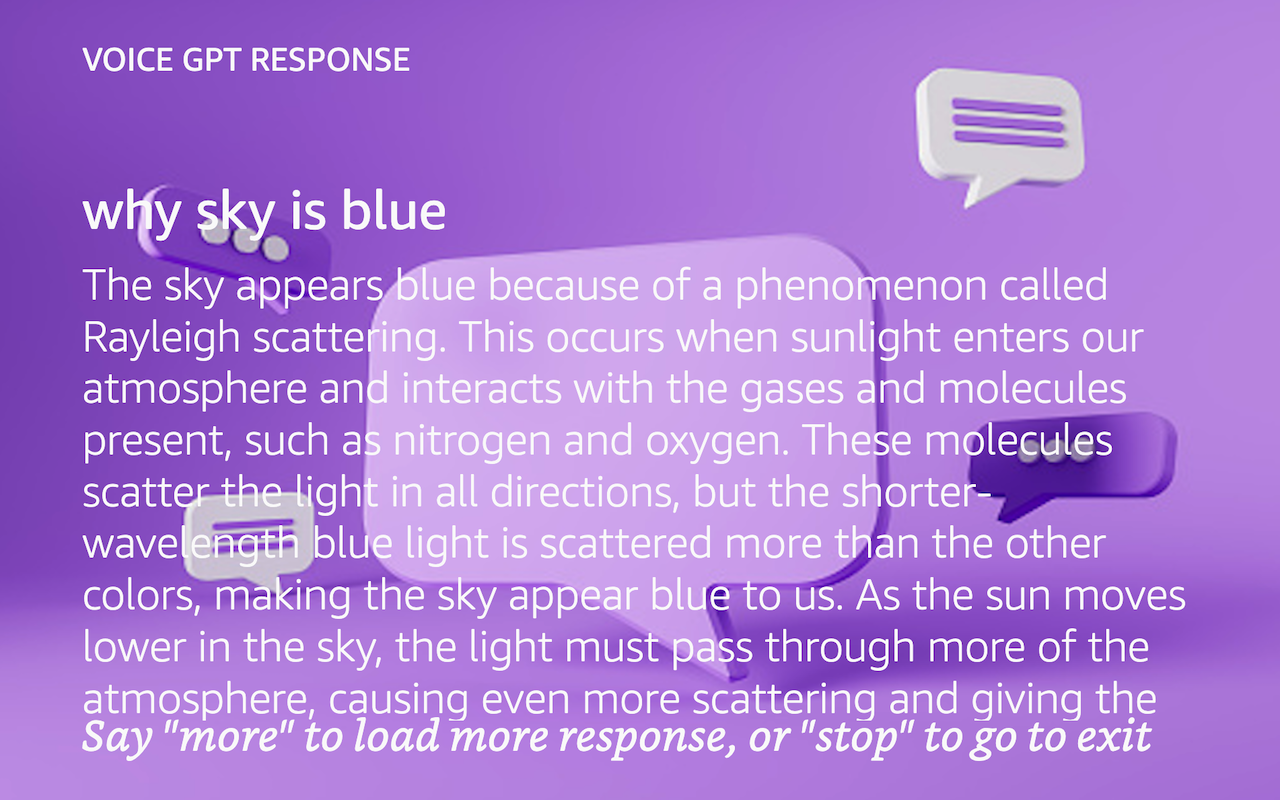 VOICE GPT RESPONSE
why sky is blue
The sky appears blue because of a phenomenon called
Rayleigh scattering. This occurs when sunlight enters our
atmosphere and interacts with the gases and molecules
present, such as nitrogen and oxygen. These molecules
scatter the light in all directions, but the shorter-
wavelength blue light is scattered more than the other
colors, making the sky appear blue to us. As the sun moves
lower in the sky, the light must pass through more of the
atmosphere, causing even more scattering and giving the
Say "more" to load more response, or "stop" to go to exit